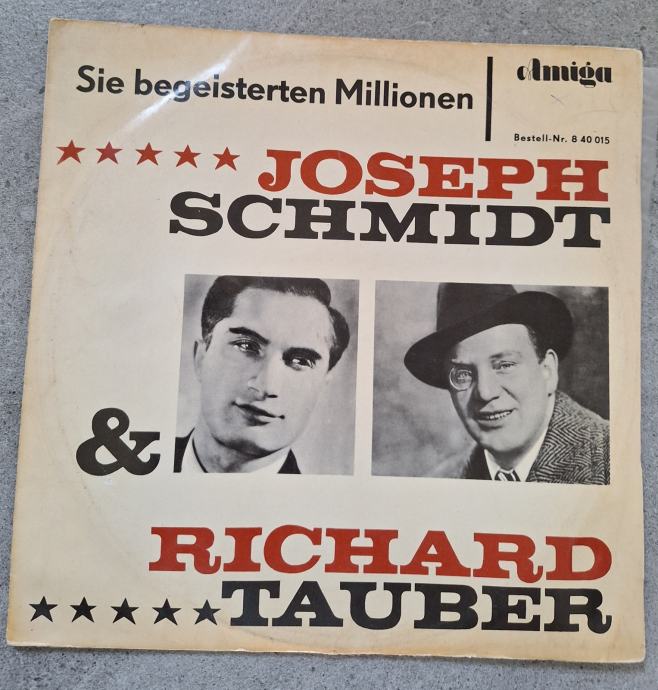 Sie begeisterten Millionen
Amiga
Bestell-Nr. 8 40 015
★★★★★ JOSEPH
SCHMIDT
&
RICHARD
★★★★★ TAUBER